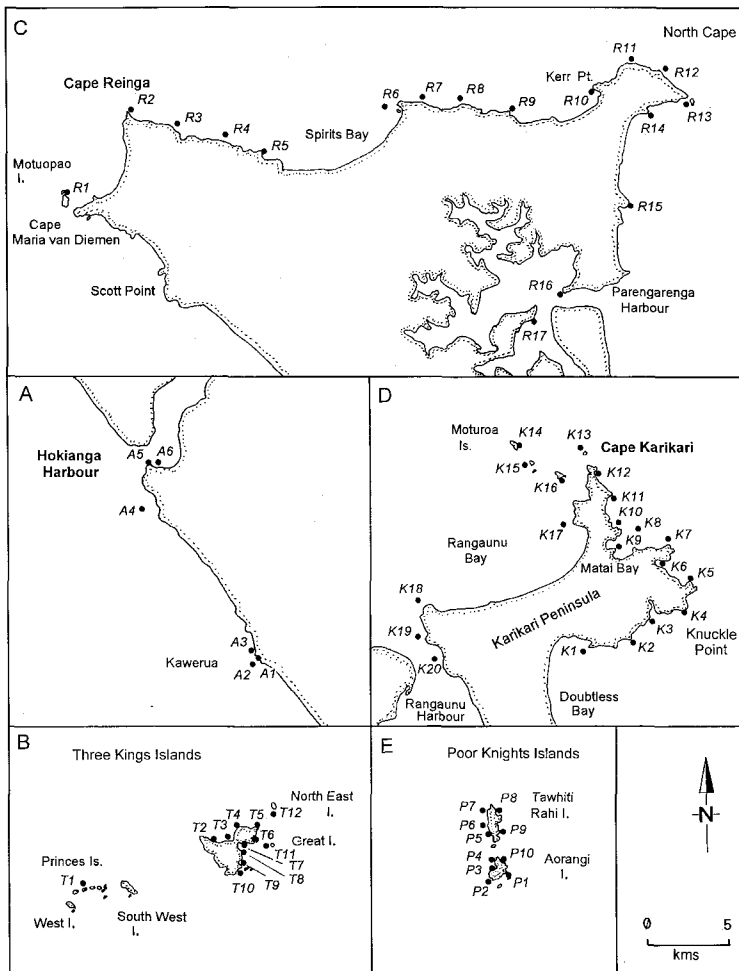 C
North Cape
R11
R12
Kerr Pt.
Cape Reinga
R2
R3
R4
R5
R6
R7
R8
R9
R10
R13
R14
Spirits Bay
Motuopao
I.
R1
Cape
Maria van Diemen
R15
Scott Point
R16
Parengarenga
Harbour
R17
A
Hokianga
Harbour
A5
A6
A4
A3
Kawerua
A2
A1
D
Moturoa
Is.
K14
K13
Cape Karikari
K15
K16
K12
K11
K10
K8
K17
K9
K7
Rangaunu
Bay
Matai Bay
K6
K5
K18
Karikari Peninsula
K4
K3
Knuckle
Point
K19
K1
K2
K20
Rangaunu
Harbour
Doubtless
Bay
B
Three Kings Islands
North East
I.
T4
T5
T12
T2
T3
T6
Great I.
T11
T7
T8
T9
T10
Princes Is.
T1
West I.
South West
I.
E
Poor Knights Islands
P7
P8
Tawhiti
Rahi I.
P6
P9
P5
P4
P10
Aorangi
I.
P3
P2
P1
N
0
5
kms